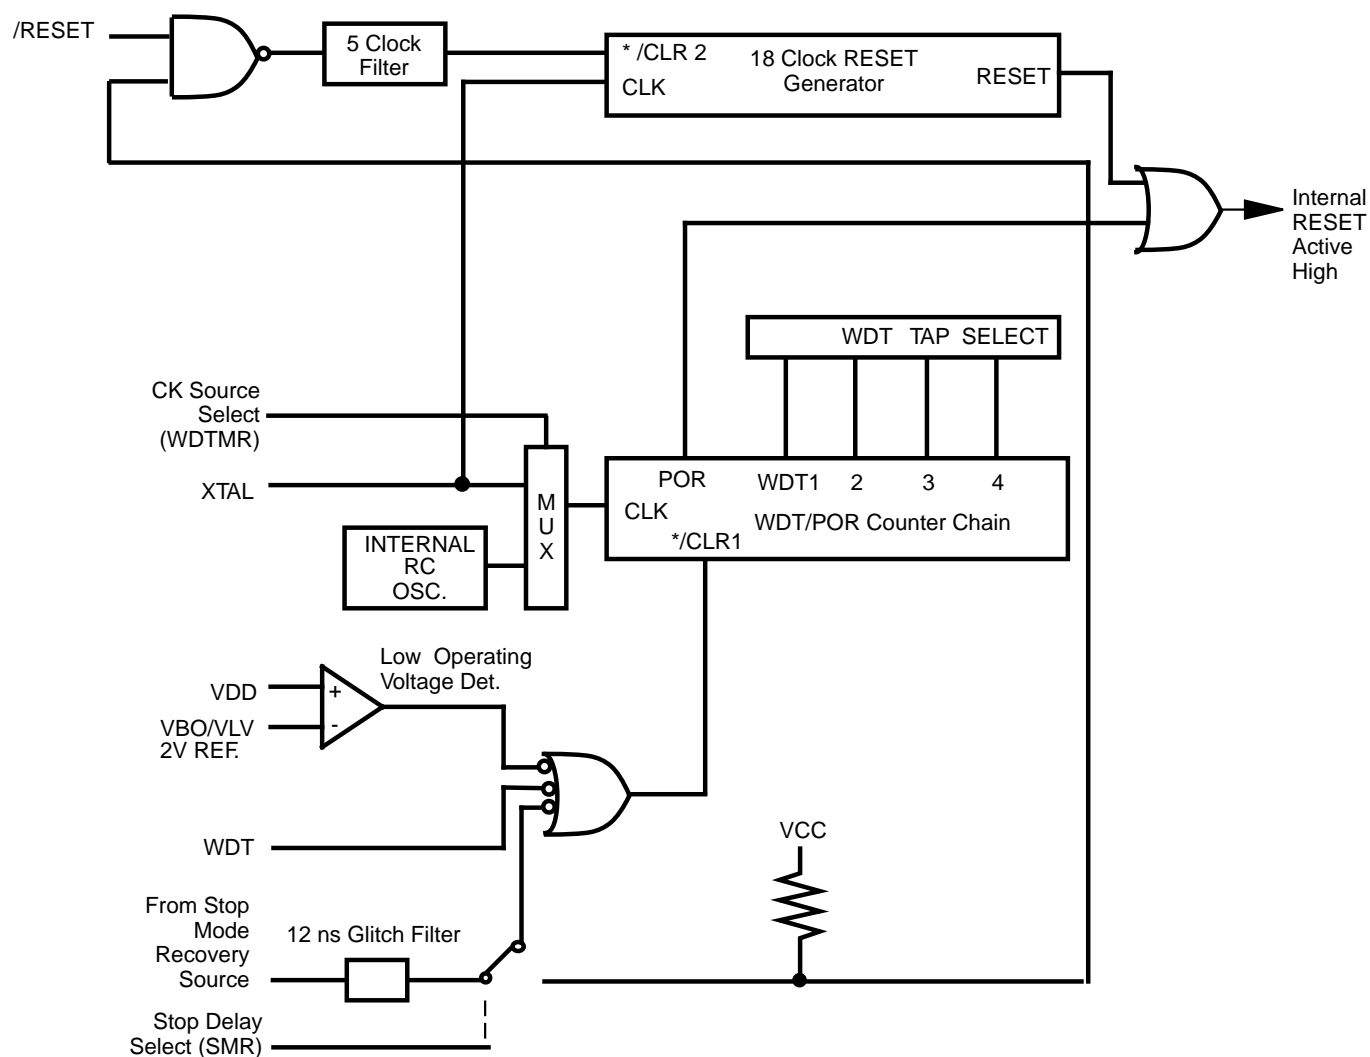 /RESET
5 Clock
Filter
* /CLR 2
CLK
18 Clock RESET
Generator
RESET
Internal
RESET
Active
High
WDT TAP SELECT
CK Source
Select
(WDTMR)
XTAL
M
U
X
INTERNAL
RC
OSC.
POR
WDT1
2
3
4
CLK
WDT/POR Counter Chain
*/CLR1
Low Operating
Voltage Det.
VDD
+
VBO/VLV
-
2V REF.
WDT
VCC
From Stop
Mode
Recovery
Source
12 ns Glitch Filter
Stop Delay
Select (SMR)